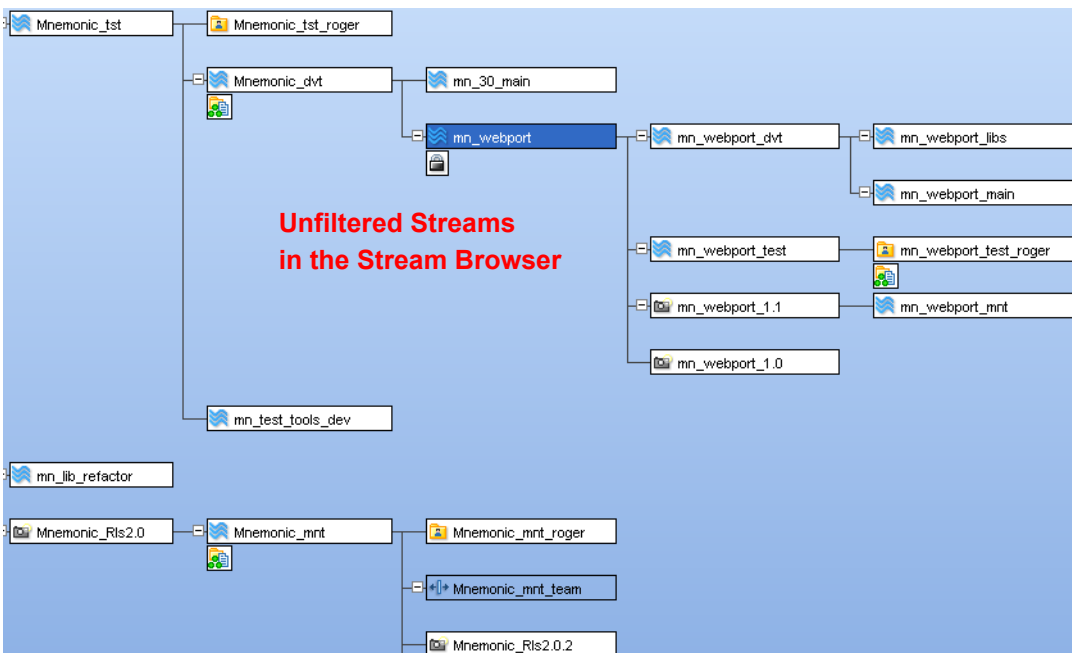 Mnemonic_tst
Mnemonic_tst_roger
Mnemonic_dvt
mn_30_main
mn_webport
mn_webport_dvt
mn_webport_libs
mn_webport_main
Unfiltered Streams
in the Stream Browser
mn_webport_test
mn_webport_test_roger
mn_webport_1.1
mn_webport_mnt
mn_webport_1.0
mn_test_tools_dev
mn_lib_refactor
Mnemonic_Rls2.0
Mnemonic_mnt
Mnemonic_mnt_roger
Mnemonic_mnt_team
Mnemonic_Rls2.0.2